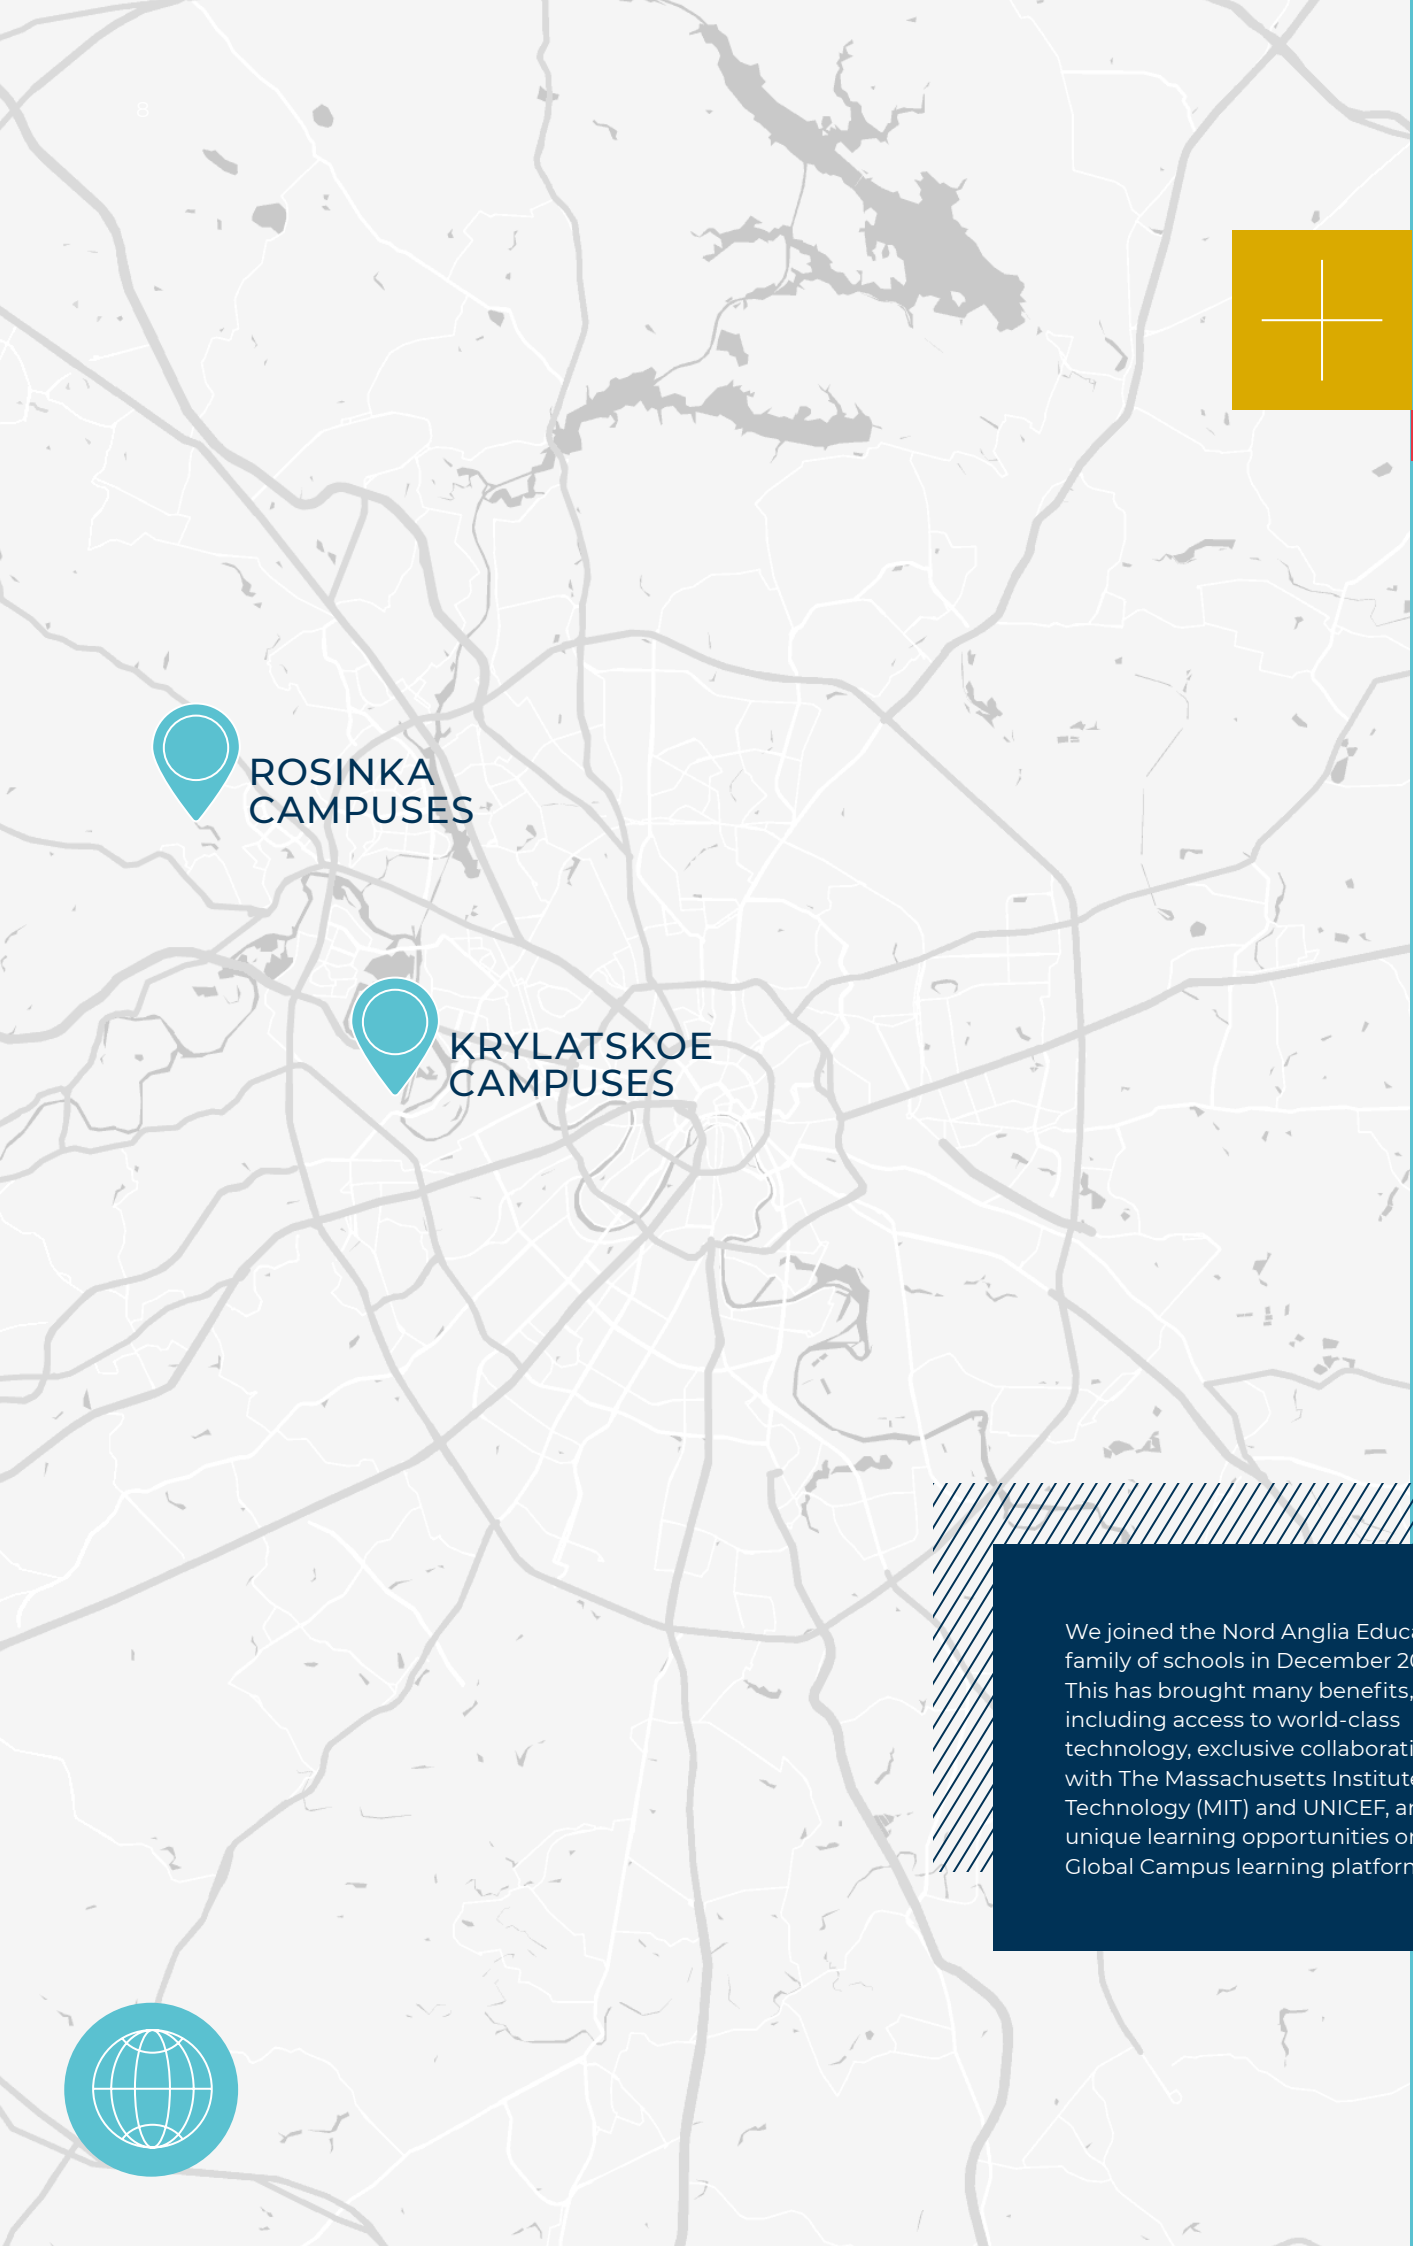 B
ROSINKA
CAMPUSES
KRYLATSKOE
CAMPUSES
We joined the Nord Anglia
family of schools in December
This has brought many benefits,
including access to world-class
technology, exclusive
with The Massachusetts
Technology (MIT) and UNICEF,
unique learning opportunities
Global Campus learning